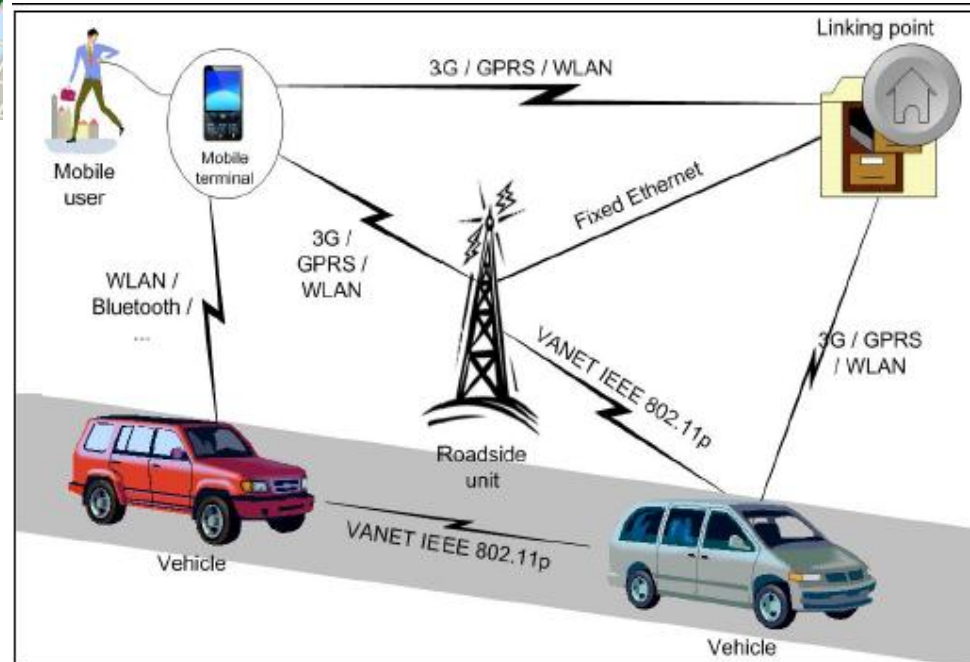 Linking point
3G / GPRS / WLAN
Mobile
user
Mobile
terminal
Fixed Ethernet
3G /
GPRS /
WLAN
WLAN /
Bluetooth /
...
VANET IEEE 802.11p
3G / GPRS
/ WLAN
Roadside
unit
VANET IEEE 802.11p
Vehicle
Vehicle